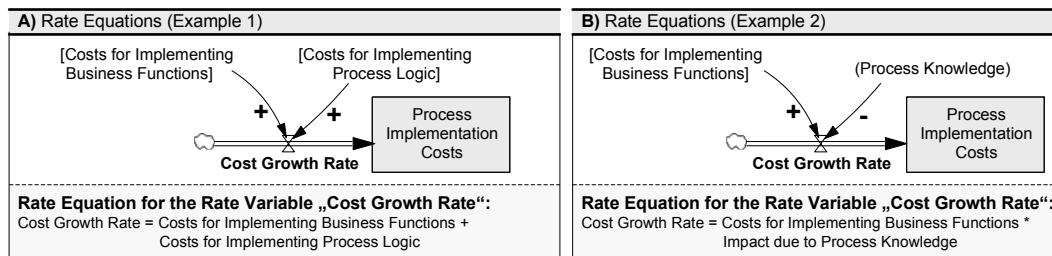 A) Rate Equations (Example 1)
[Costs for Implementing
Business Functions]
[Costs for Implementing
Process Logic]
+
+
Process
Implementation
Costs
Cost Growth Rate
Rate Equation for the Rate Variable „Cost Growth Rate“:
Cost Growth Rate = Costs for Implementing Business Functions +
Costs for Implementing Process Logic
B) Rate Equations (Example 2)
[Costs for Implementing
Business Functions]
(Process Knowledge)
+
-
Process
Implementation
Costs
Cost Growth Rate
Rate Equation for the Rate Variable „Cost Growth Rate“:
Cost Growth Rate = Costs for Implementing Business Functions *
Impact due to Process Knowledge